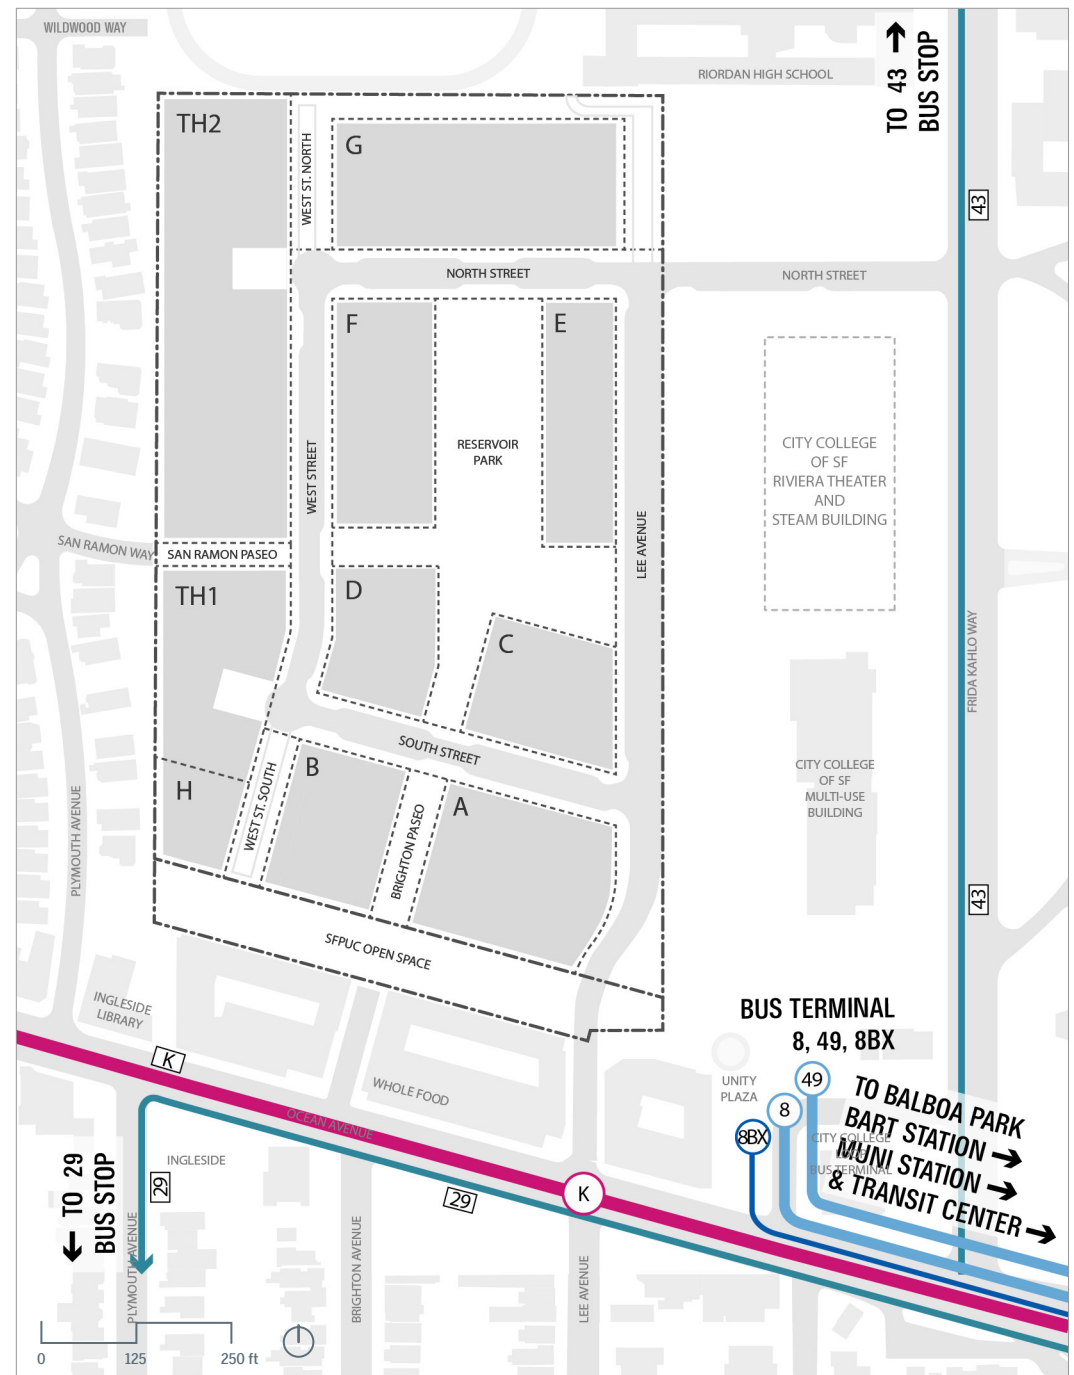 WILDWOOD WAY
RIORDAN HIGH SCHOOL
TO 43
BUS STOP
TH2
WEST ST. NORTH
G
43
NORTH STREET
NORTH STREET
F
E
WEST STREET
RESERVOIR
PARK
LEE AVENUE
CITY COLLEGE
OF SF
RIVIERA THEATER
AND
STEAM BUILDING
SAN RAMON WAY
SAN RAMON PASEO
TH1
D
C
FRIDA KAHLO WAY
SOUTH STREET
CITY COLLEGE
OF SF
MULTI-USE
BUILDING
H
WEST ST. SOUTH
B
BRIGHTON PASEO
A
PLYMOUTH AVENUE
43
SFPUC OPEN SPACE
INGLESIDE
LIBRARY
BUS TERMINAL
8, 49, 8BX
K
UNITY
PLAZA
49
8
8BX
WHOLE FOOD
OCEAN AVENUE
TO BALBOA PARK
BART STATION
MUNI STATION
& TRANSIT CENTER
CITY COLLEGE
BUS TERMINAL
INGLESIDE
TO 29
BUS STOP
29
29
K
PLYMOUTH AVENUE
BRIGHTON AVENUE
LEE AVENUE
0 125 250 ft